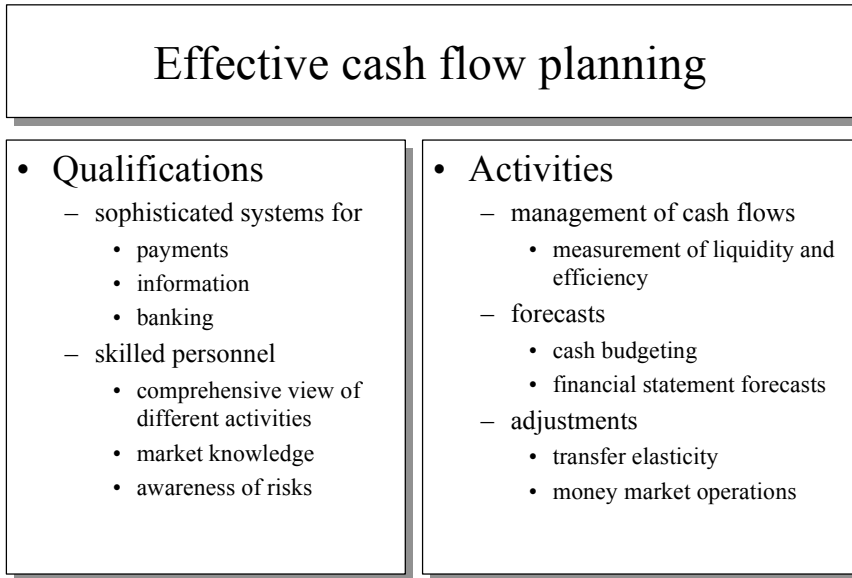 Effective cash flow planning
• Qualifications
– sophisticated systems for
• payments
• information
• banking
– skilled personnel
• comprehensive view of
different activities
• market knowledge
• awareness of risks
• Activities
– management of cash flows
• measurement of liquidity and
efficiency
– forecasts
• cash budgeting
• financial statement forecasts
– adjustments
• transfer elasticity
• money market operations